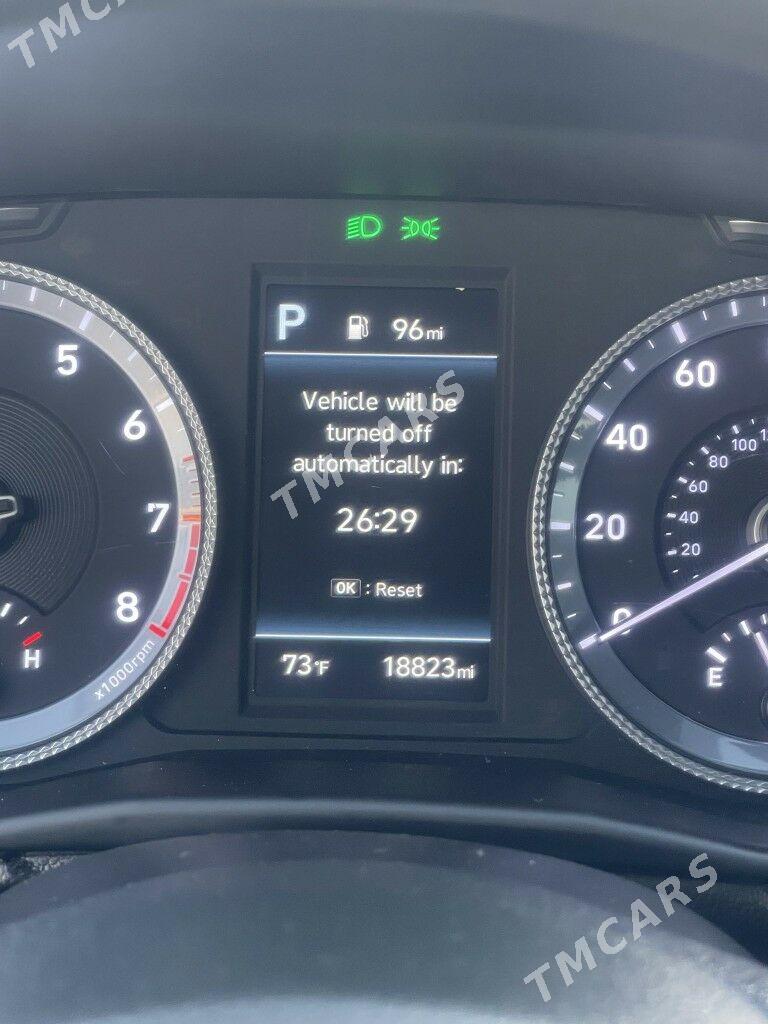 TMCARS
P 96mi
Vehicle will be
turned off
automatically in:
26:29
OK : Reset
73°F 18823mi
5
6
7
8
x1000rpm
H
60
40
20
0
100
80
60
40
20
E
TMCARS
TMCARS